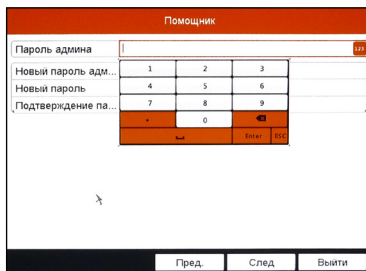 Помощник
Пароль админа
123
Новый пароль адм...
Новый пароль
Подтверждение па...
1 2 3
4 5 6
7 8 9
. 0
Enter ESC
Пред. След Выйти